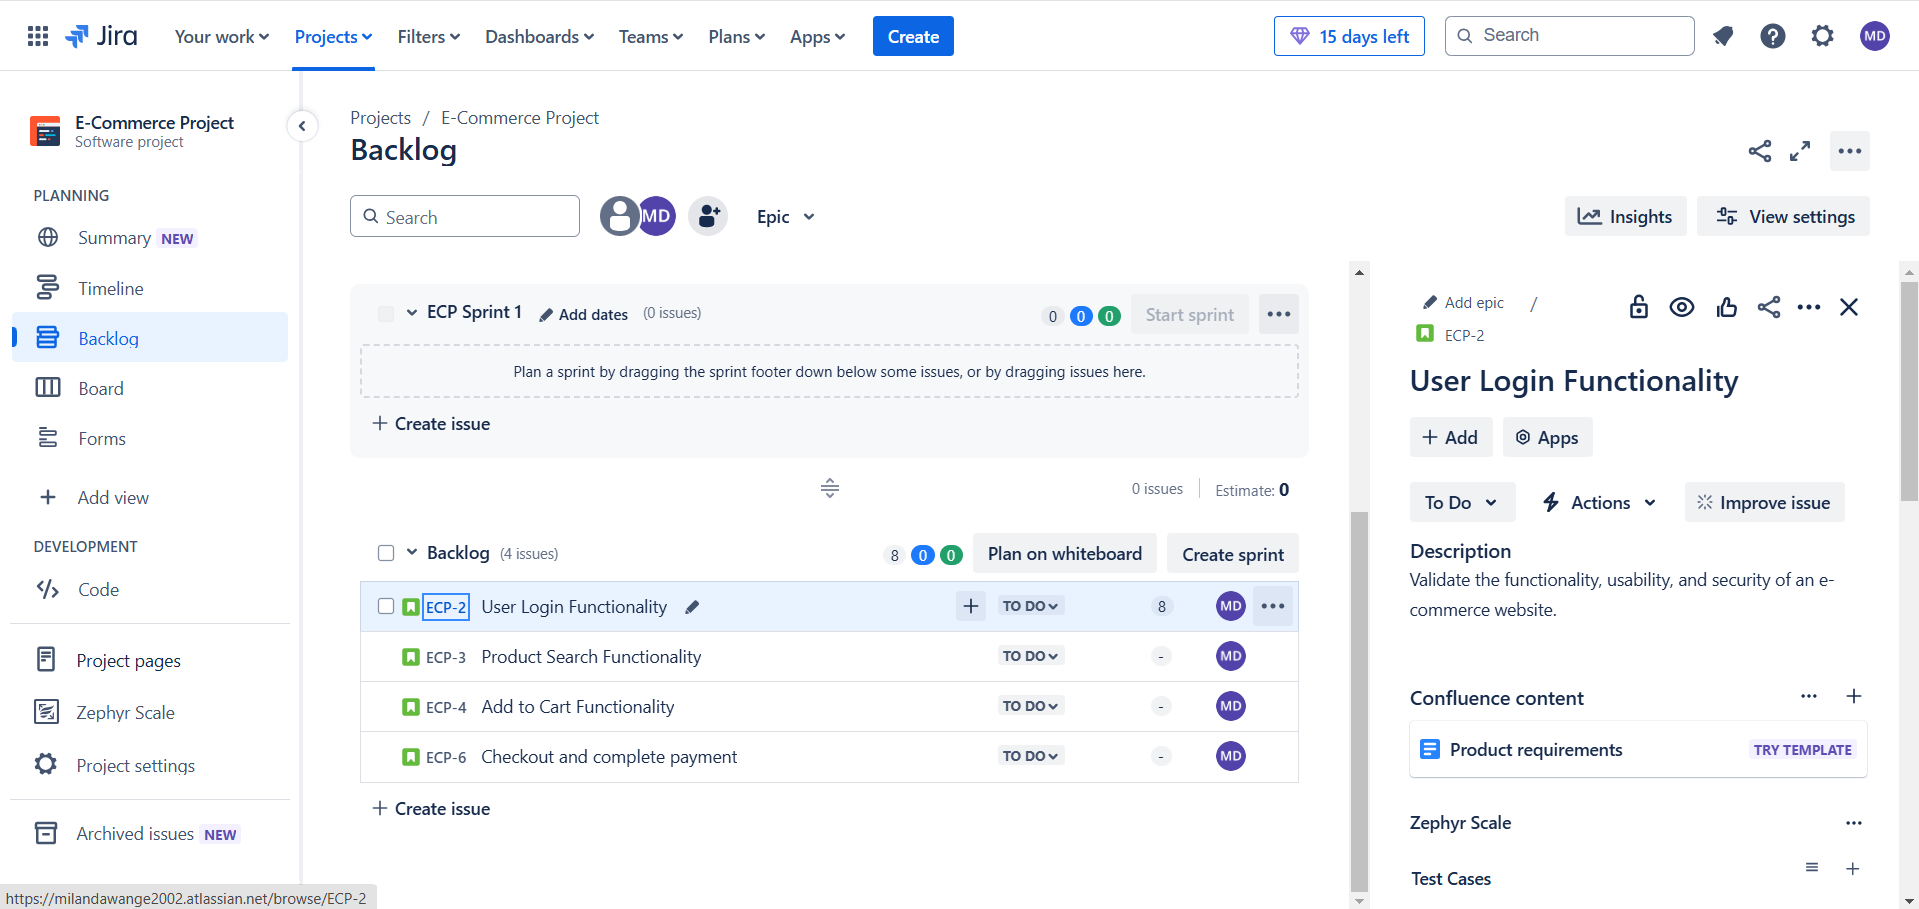 Jira
Your work
Projects
Filters
Dashboards
Teams
Plans
Apps
Create
15 days left
Search
MD
E-Commerce Project
Software project
PLANNING
Summary NEW
Timeline
Backlog
Board
Forms
Add view
DEVELOPMENT
Code
Project pages
Zephyr Scale
Project settings
Archived issues NEW
https://milandawange2002.atlassian.net/browse/ECP-2
Projects / E-Commerce Project
Backlog
Search
MD
Epic
Insights
View settings
ECP Sprint 1 Add dates (0 issues)
0 0 0 Start sprint
Plan a sprint by dragging the sprint footer down below some issues, or by dragging issues here.
+ Create issue
0 issues Estimate: 0
Backlog (4 issues)
8 0 0 Plan on whiteboard Create sprint
ECP-2 User Login Functionality TO DO 8 MD
ECP-3 Product Search Functionality TO DO - MD
ECP-4 Add to Cart Functionality TO DO - MD
ECP-6 Checkout and complete payment TO DO - MD
+ Create issue
Add epic /
ECP-2
User Login Functionality
+ Add
Apps
To Do
Actions
Improve issue
Description
Validate the functionality, usability, and security of an e-
commerce website.
Confluence content
Product requirements TRY TEMPLATE
Zephyr Scale
Test Cases